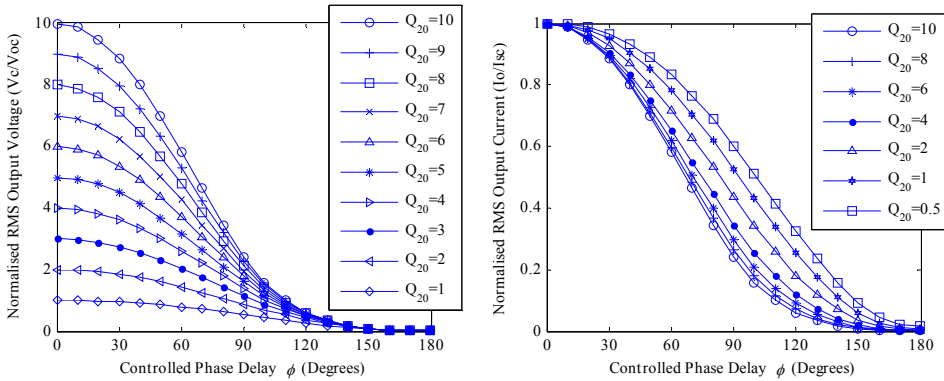 Normalised RMS Output Voltage (Vc/Voc)
10
8
6
4
2
0
0 30 60 90 120 150 180
Controlled Phase Delay ϕ (Degrees)
Q20=10
Q20=9
Q20=8
Q20=7
Q20=6
Q20=5
Q20=4
Q20=3
Q20=2
Q20=1
Normalised RMS Output Current (Io/Isc)
1
0.8
0.6
0.4
0.2
0
0 30 60 90 120 150 180
Controlled Phase Delay ϕ (Degrees)
Q20=10
Q20=8
Q20=6
Q20=4
Q20=2
Q20=1
Q20=0.5